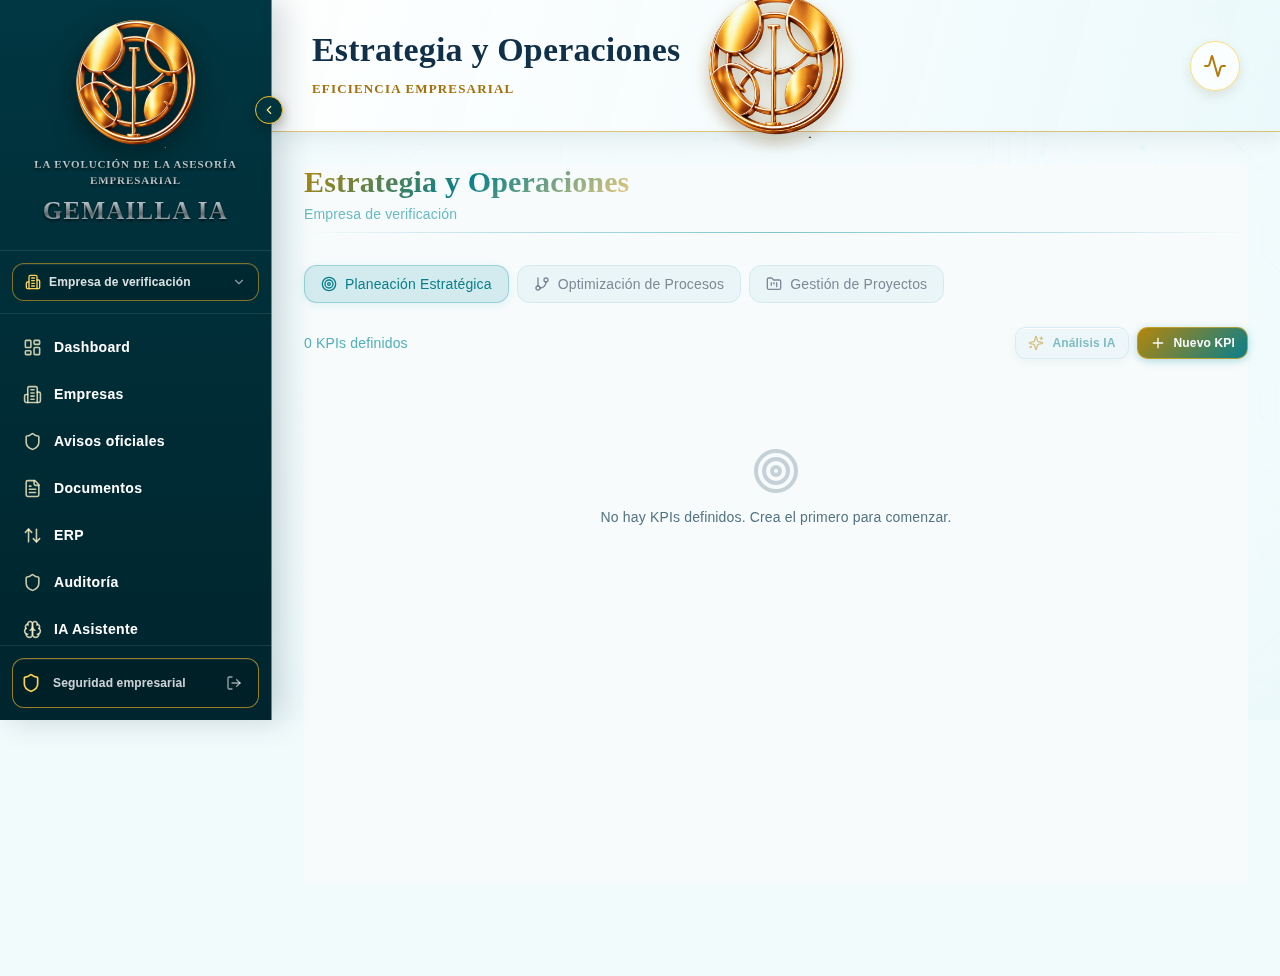 LA EVOLUCIÓN DE LA ASESORÍA
EMPRESARIAL
GEMAILLA IA
Empresa de verificación
Dashboard
Empresas
Avisos oficiales
Documentos
ERP
Auditoría
IA Asistente
Seguridad empresarial
Estrategia y Operaciones
EFICIENCIA EMPRESARIAL
Estrategia y Operaciones
Empresa de verificación
Planeación Estratégica
Optimización de Procesos
Gestión de Proyectos
0 KPIs definidos
Análisis IA
Nuevo KPI
No hay KPIs definidos. Crea el primero para comenzar.